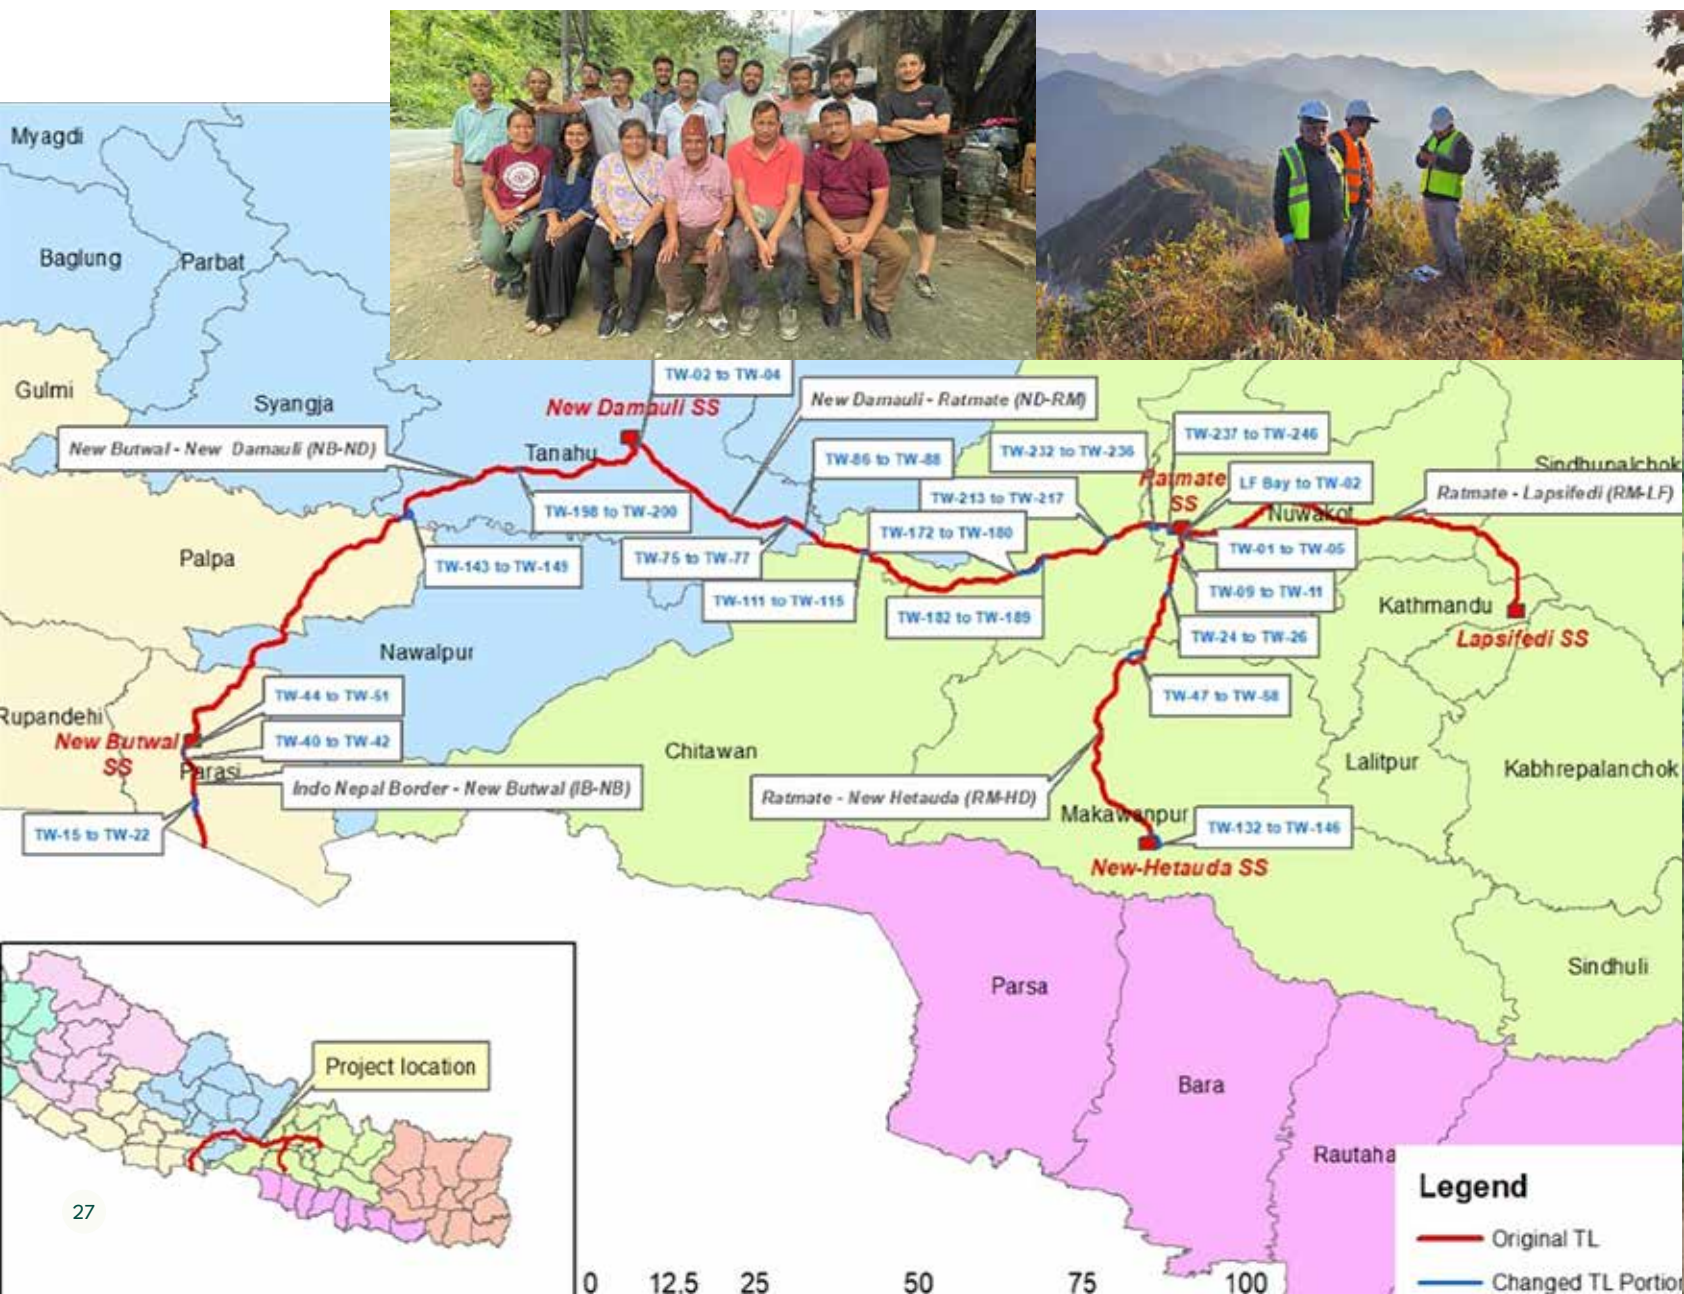 Myagdi
Baglung
Parbat
Gulmi
Syangja
TW-02 to TW-04
New Damauli SS
New Damauli - Ratmate (ND-RM)
New Butwal - New Damauli (NB-ND)
Tanahu
TW-86 to TW-88
TW-232 to TW-236
TW-237 to TW-246
Ratmate
SS
LF Bay to TW-02
Sindhupalchok
Ratmate - Lapsifedi (RM-LF)
Nuwakot
TW-198 to TW-200
TW-213 to TW-217
TW-172 to TW-180
TW-01 to TW-05
Palpa
TW-143 to TW-149
TW-75 to TW-77
TW-111 to TW-115
TW-182 to TW-189
TW-09 to TW-11
Kathmandu
TW-24 to TW-26
Lapsifedi SS
Nawalpur
TW-44 to TW-51
TW-47 to TW-58
Rupandehi
New Butwal
SS
TW-40 to TW-42
Parasi
Chitawan
Lalitpur
Kabhrepalanchok
Indo Nepal Border - New Butwal (IB-NB)
Ratmate - New Hetauda (RM-HD)
Makawanpur
TW-15 to TW-22
TW-132 to TW-146
New-Hetauda SS
Sindhuli
Parsa
Bara
Rautaha
Project location
27
Legend
Original TL
Changed TL Portion
0 12.5 25 50 75 100